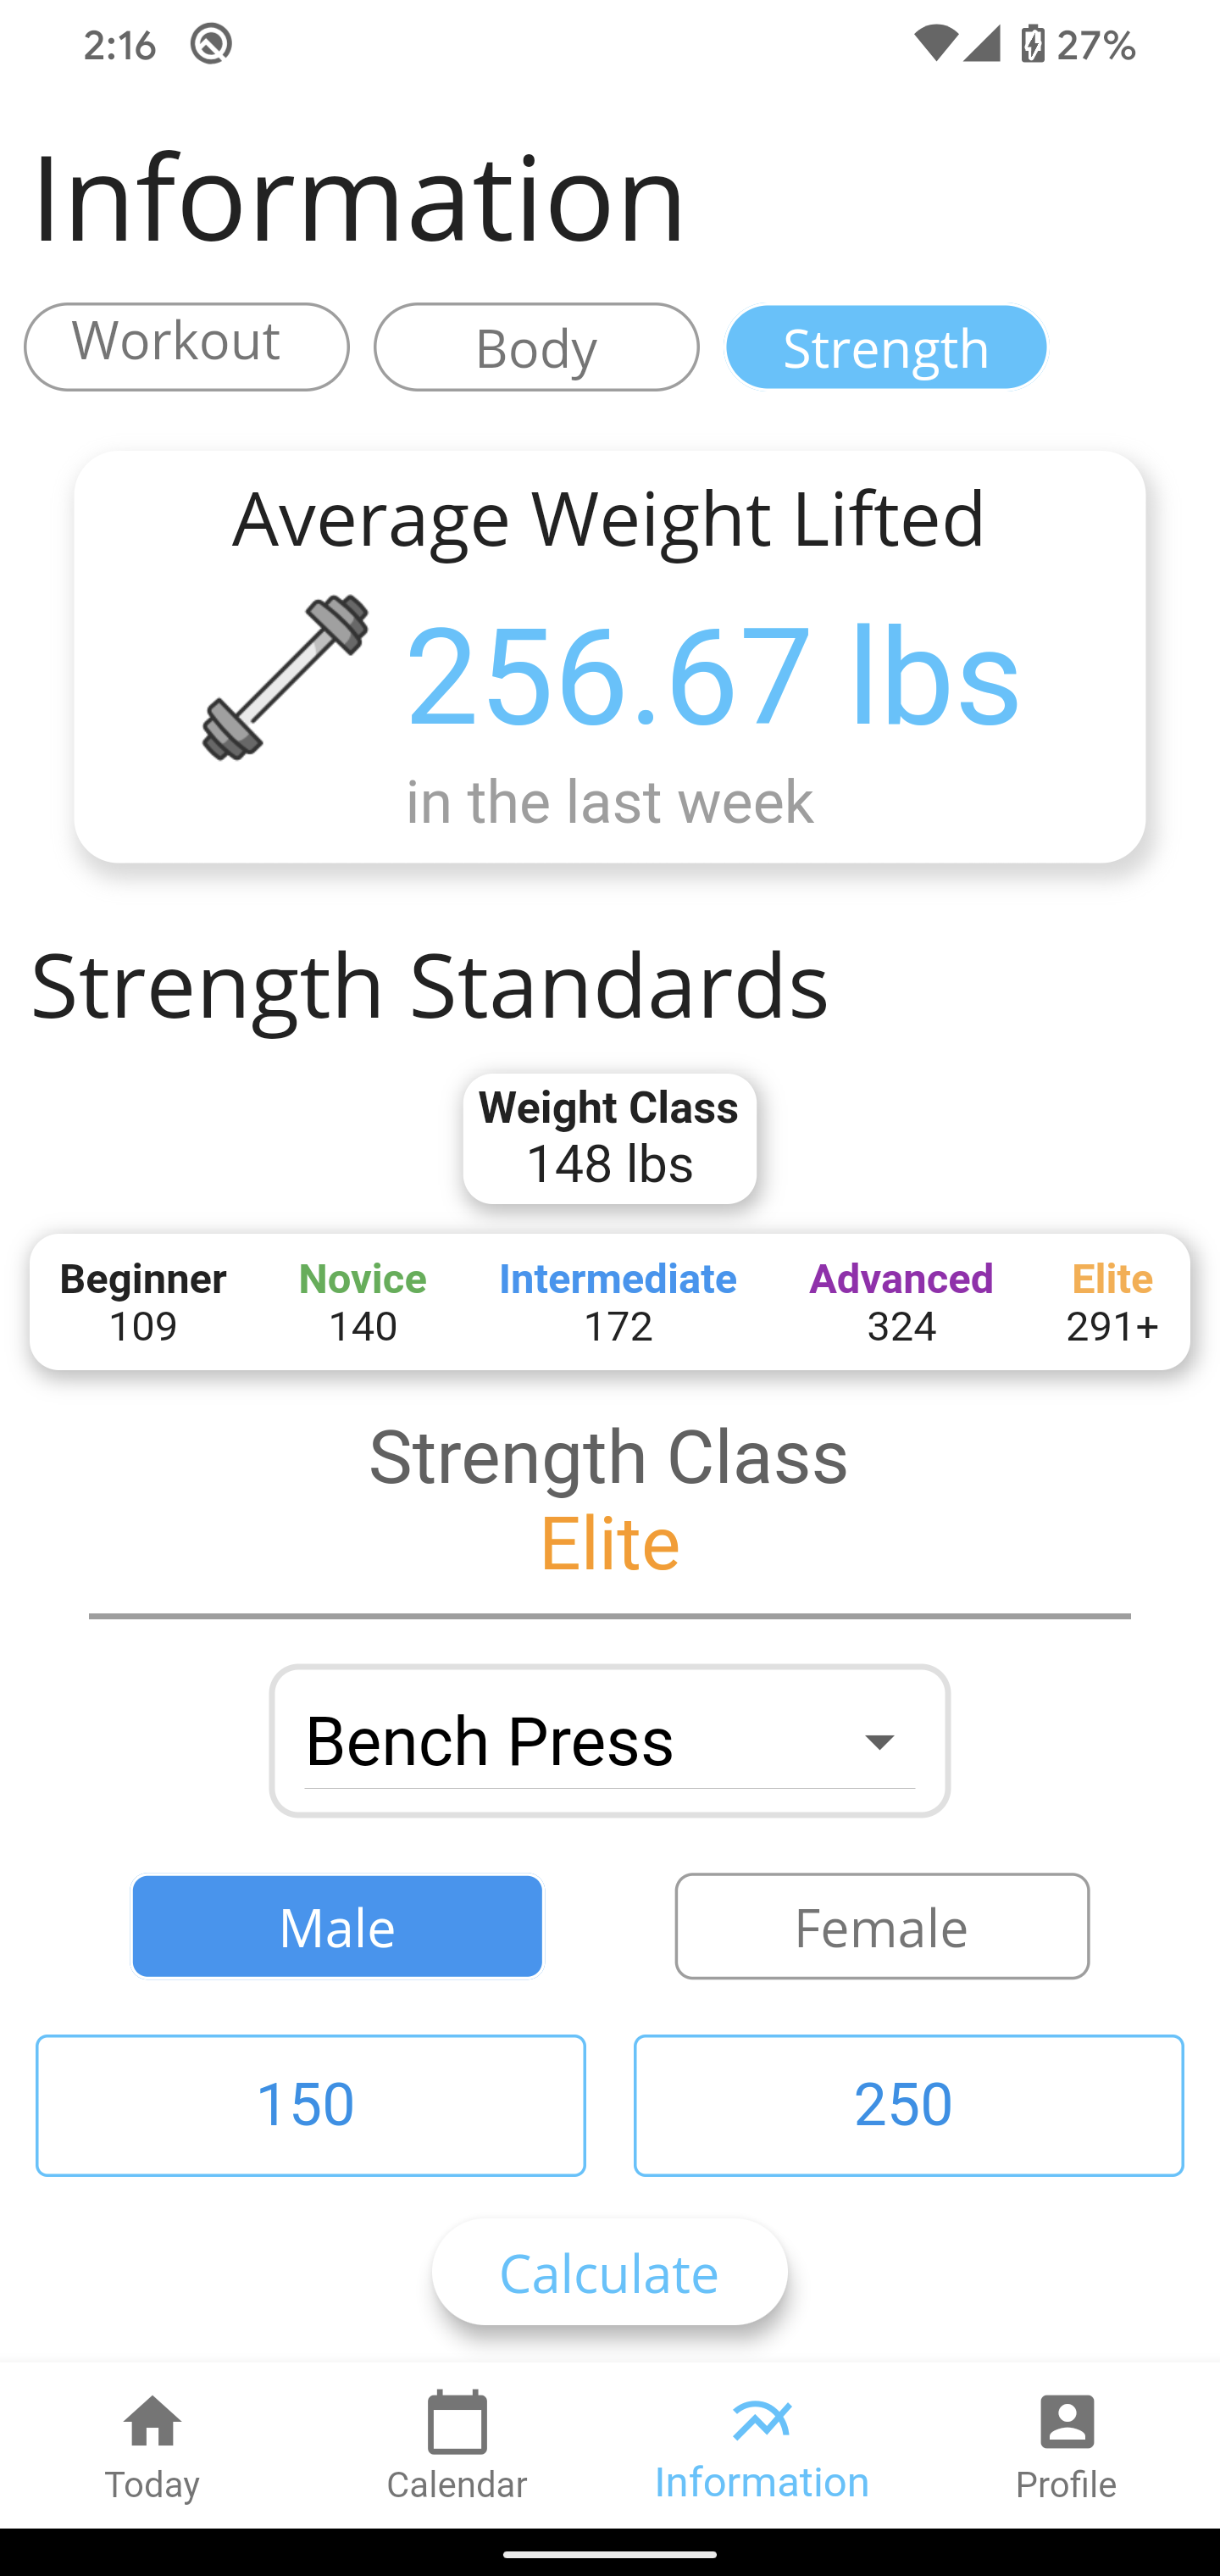 2:16 27%
Information
Workout Body Strength
Average Weight Lifted
256.67 lbs
in the last week
Strength Standards
Weight Class
148 lbs
Beginner Novice Intermediate Advanced Elite
109 140 172 324 291+
Strength Class
Elite
Bench Press
Male Female
150 250
Calculate
Today Calendar Information Profile